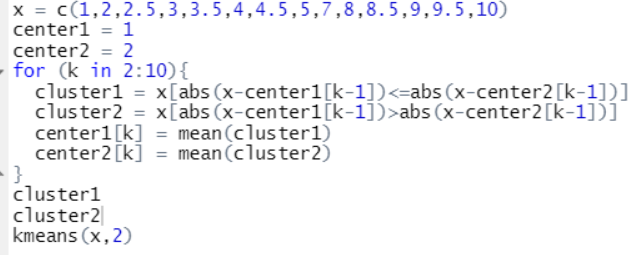 x = c(1,2,2.5,3,3.5,4,4.5,5,7,8,8.5,9,9.5,10)
center1 = 1
center2 = 2
for (k in 2:10){
  cluster1 = x[abs(x-center1[k-1])<=abs(x-center2[k-1])]
  cluster2 = x[abs(x-center1[k-1])>abs(x-center2[k-1])]
  center1[k] = mean(cluster1)
  center2[k] = mean(cluster2)
}
cluster1
cluster2
kmeans(x,2)